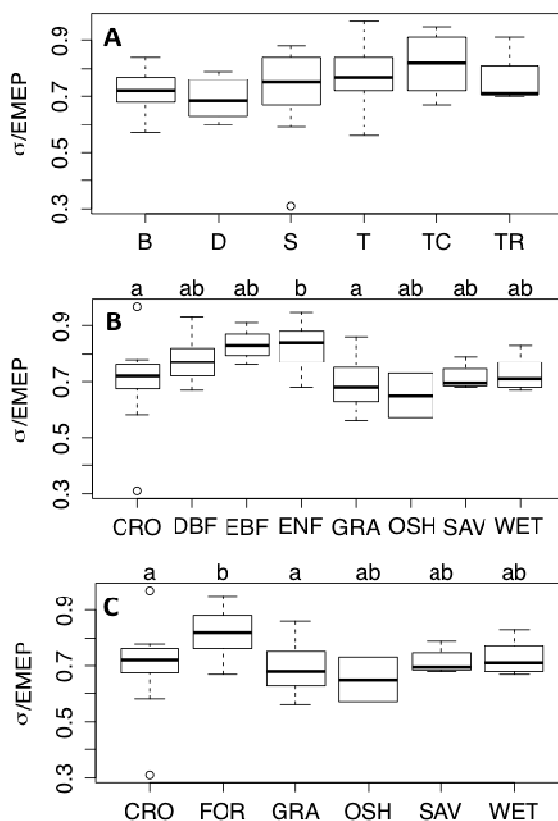 A
σ/EMEP
0.9
0.7
0.5
0.3
B D S T TC TR
a ab ab b a ab ab ab
B
σ/EMEP
0.9
0.7
0.5
0.3
CRO DBF EBF ENF GRA OSH SAV WET
a b a ab ab ab
C
σ/EMEP
0.9
0.7
0.5
0.3
CRO FOR GRA OSH SAV WET